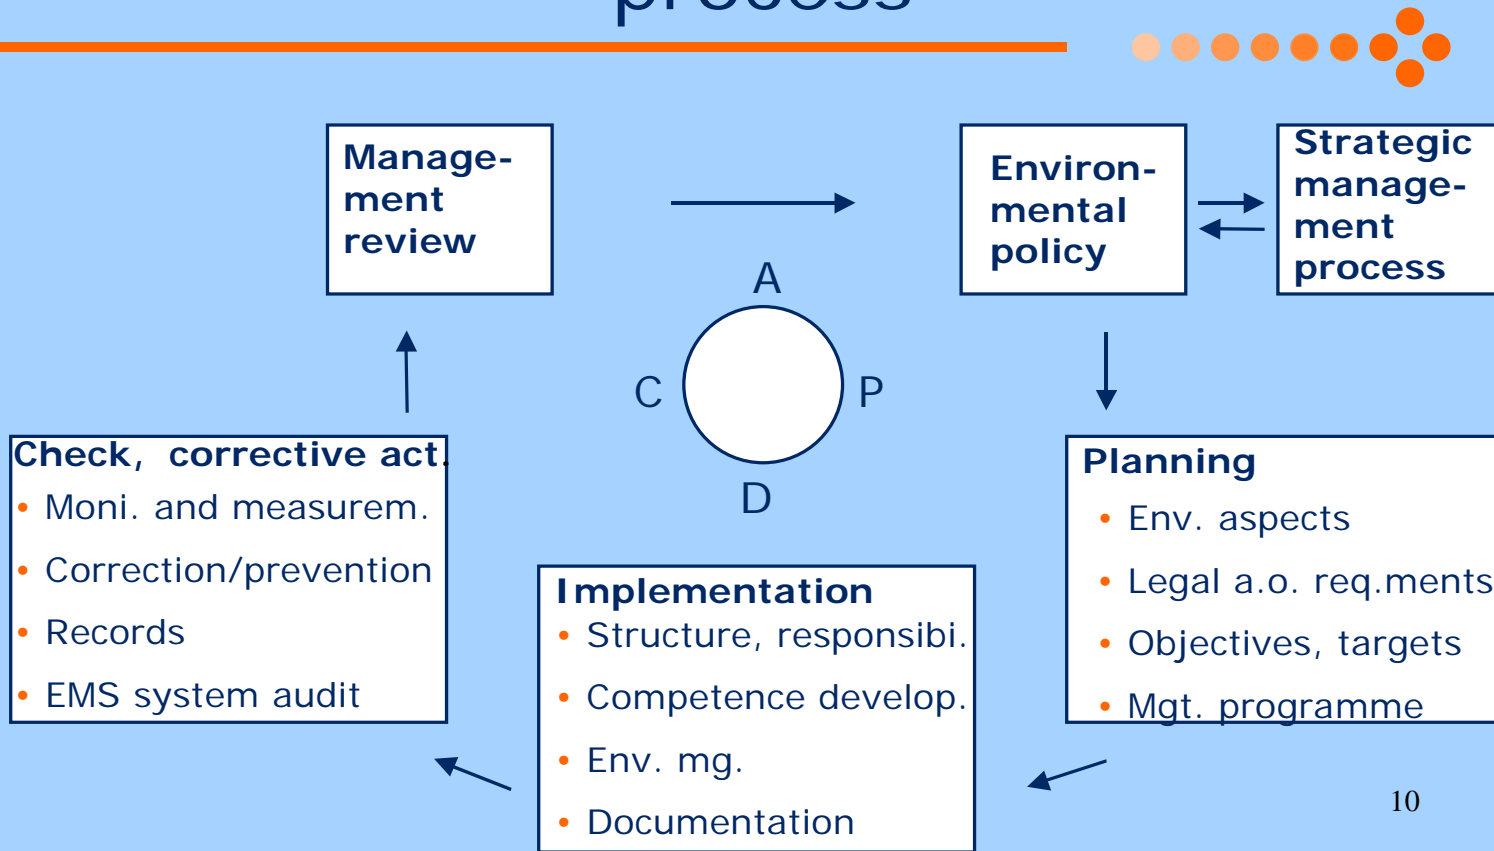 process
Manage-
ment
review
Environ-
mental
policy
Strategic
manage-
ment
process
A
C
P
D
Check, corrective act.
• Moni. and measurem.
• Correction/prevention
• Records
• EMS system audit
Implementation
• Structure, responsibi.
• Competence develop.
• Env. mg.
• Documentation
Planning
• Env. aspects
• Legal a.o. req.ments
• Objectives, targets
• Mgt. programme
10